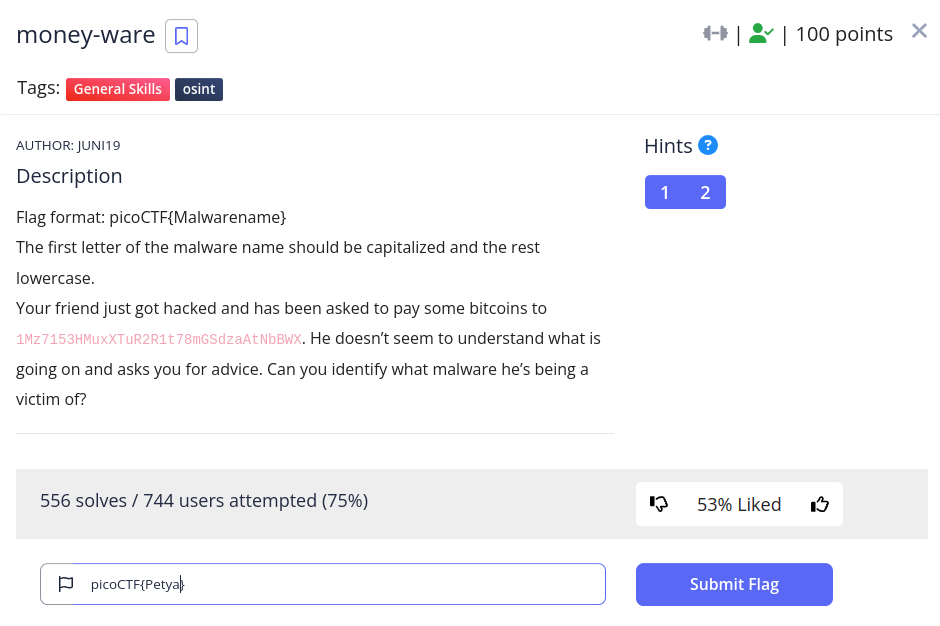 money-ware
| | 100 points
Tags: General Skills osint
AUTHOR: JUNI19
Description
Flag format: picoCTF{Malwarename}
The first letter of the malware name should be capitalized and the rest
lowercase.
Your friend just got hacked and has been asked to pay some bitcoins to
1Mz7153HMuxXTuR2R1t78mGSdzaAtNbBWX. He doesn’t seem to understand what is
going on and asks you for advice. Can you identify what malware he’s being a
victim of?
Hints ?
1 2
556 solves / 744 users attempted (75%)
53% Liked
picoCTF{Petya}
Submit Flag